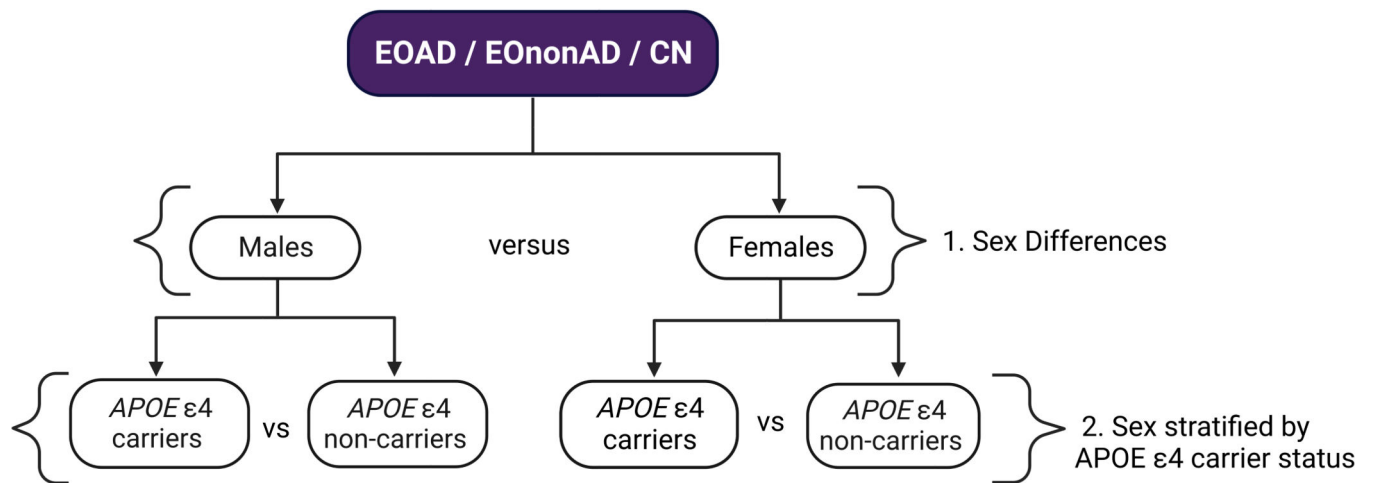 EOAD / EOnonAD / CN
Males
versus
Females
1. Sex Differences
APOE ε4
carriers
vs
APOE ε4
non-carriers
APOE ε4
carriers
vs
APOE ε4
non-carriers
2. Sex stratified by
APOE ε4 carrier status